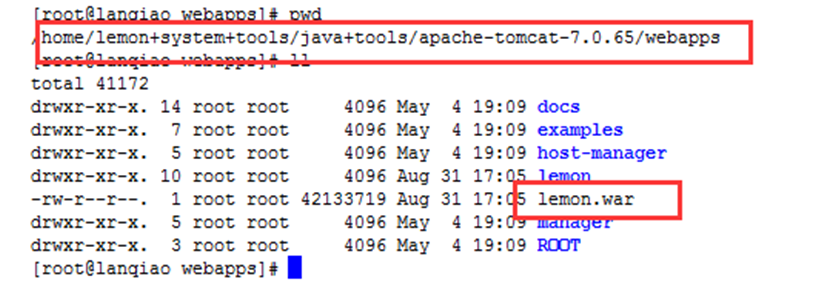 [root@lanqiao webapps]# pwd
/home/lemon+system+tools/java+tools/apache-tomcat-7.0.65/webapps
[root@lanqiao webapps]# ll
total 41172
drwxr-xr-x. 14 root root     4096 May  4 19:09 docs
drwxr-xr-x.  7 root root     4096 May  4 19:09 examples
drwxr-xr-x.  5 root root     4096 May  4 19:09 host-manager
drwxr-xr-x. 10 root root     4096 Aug 31 17:05 lemon
-rw-r--r--.  1 root root 42133719 Aug 31 17:05 lemon.war
drwxr-xr-x.  5 root root     4096 May  4 19:09 manager
drwxr-xr-x.  3 root root     4096 May  4 19:09 ROOT
[root@lanqiao webapps]#